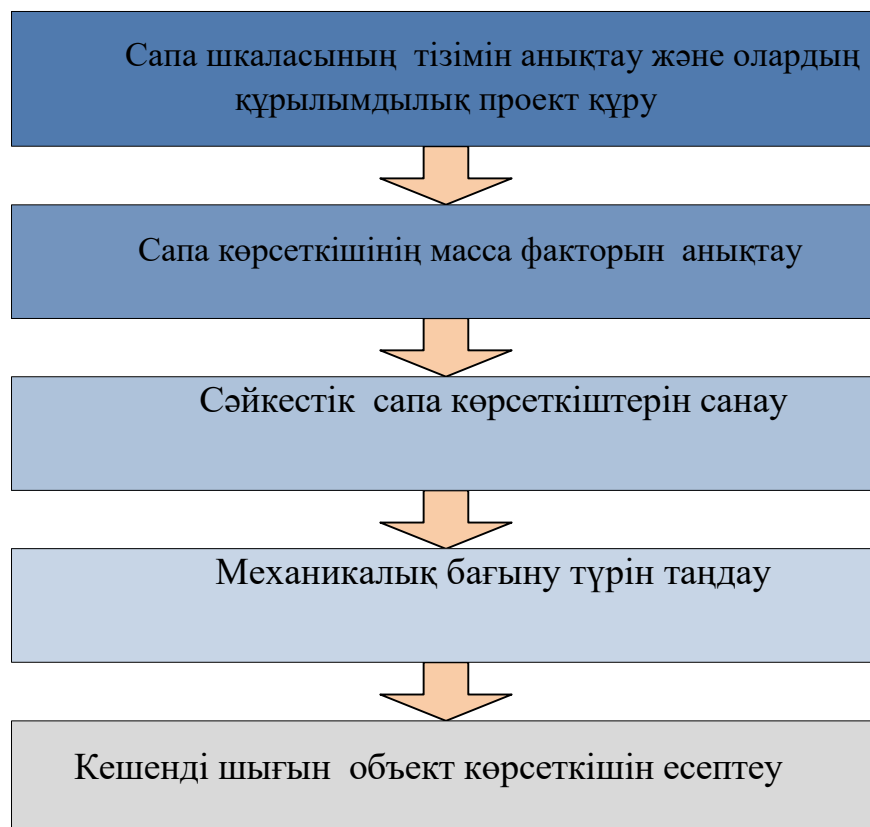 Сапа шкаласының тізімін анықтау және олардың
құрылымдылық проект құру
Сапа көрсеткішінің масса факторын анықтау
Сәйкестік сапа көрсеткіштерін санау
Механикалық бағыну түрін таңдау
Кешенді шығын объект көрсеткішін есептеу